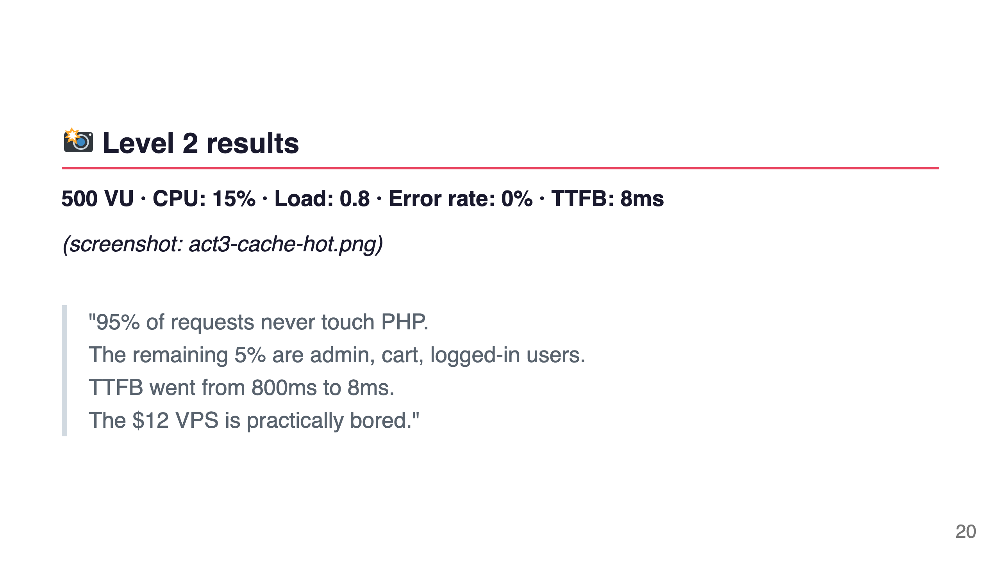 📸 Level 2 results
500 VU · CPU: 15% · Load: 0.8 · Error rate: 0% · TTFB: 8ms
(screenshot: act3-cache-hot.png)
"95% of requests never touch PHP.
The remaining 5% are admin, cart, logged-in users.
TTFB went from 800ms to 8ms.
The $12 VPS is practically bored."
20